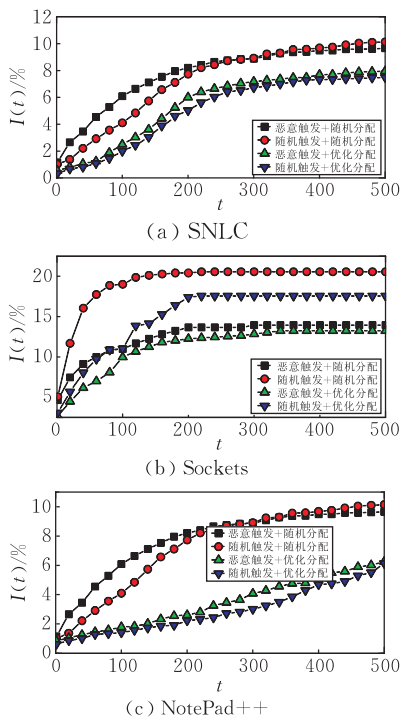 12
10
8
6
4
2
0
I(t)/%
恶意触发+随机分配
随机触发+随机分配
恶意触发+优化分配
随机触发+优化分配
0 100 200 300 400 500
t
(a) SNLC
20
15
10
5
I(t)/%
恶意触发+随机分配
随机触发+随机分配
恶意触发+优化分配
随机触发+优化分配
0 100 200 300 400 500
t
(b) Sockets
10
8
6
4
2
0
I(t)/%
恶意触发+随机分配
随机触发+随机分配
恶意触发+优化分配
随机触发+优化分配
0 100 200 300 400 500
t
(c) NotePad++